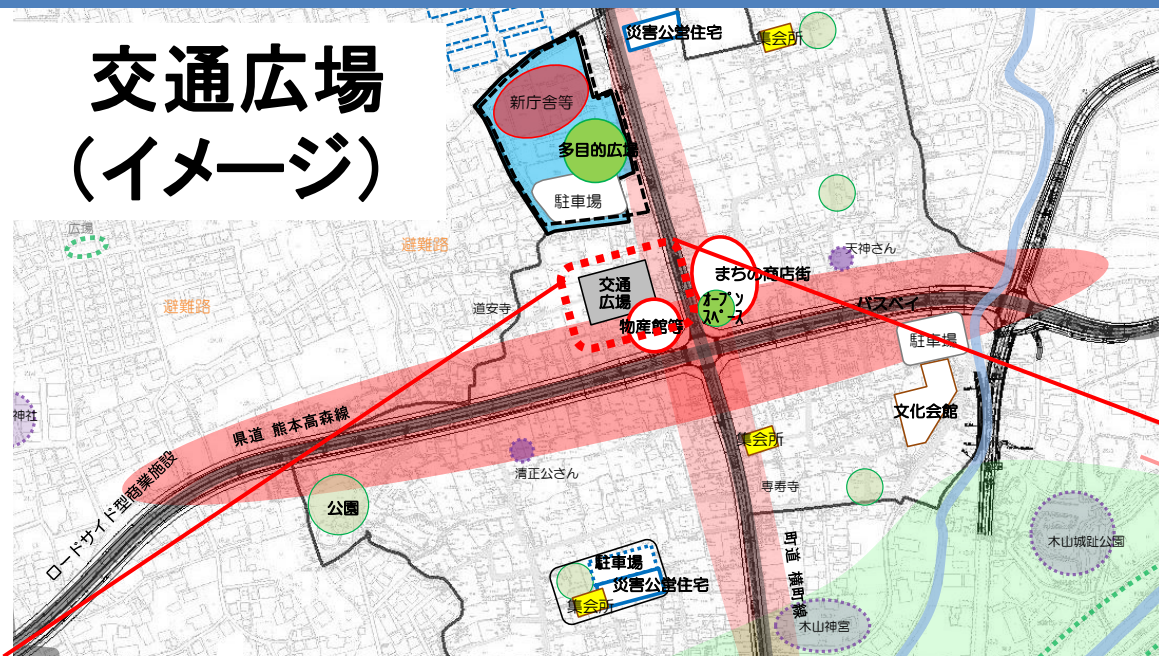 交通広場
(イメージ)
災害公営住宅
集会所
新庁舎等
多目的広場
駐車場
広場
避難路
避難路
道安寺
交通
広場
物産館等
まちの商店街
オープン
スペース
天神さん
バスベイ
駐車場
文化会館
神社
県道 熊本高森線
ロードサイド型商業施設
清正公さん
集会所
専寿寺
公園
駐車場
災害公営住宅
集会所
町道 横町線
木山神宮
木山城趾公園